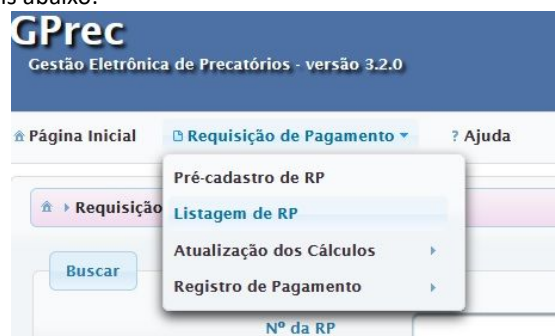 GPrec
Gestão Eletrônica de Precatórios - versão 3.2.0
Página Inicial Requisição de Pagamento ? Ajuda
Pré-cadastro de RP
Requisição
Listagem de RP
Atualização dos Cálculos
Buscar
Registro de Pagamento
Nº da RP